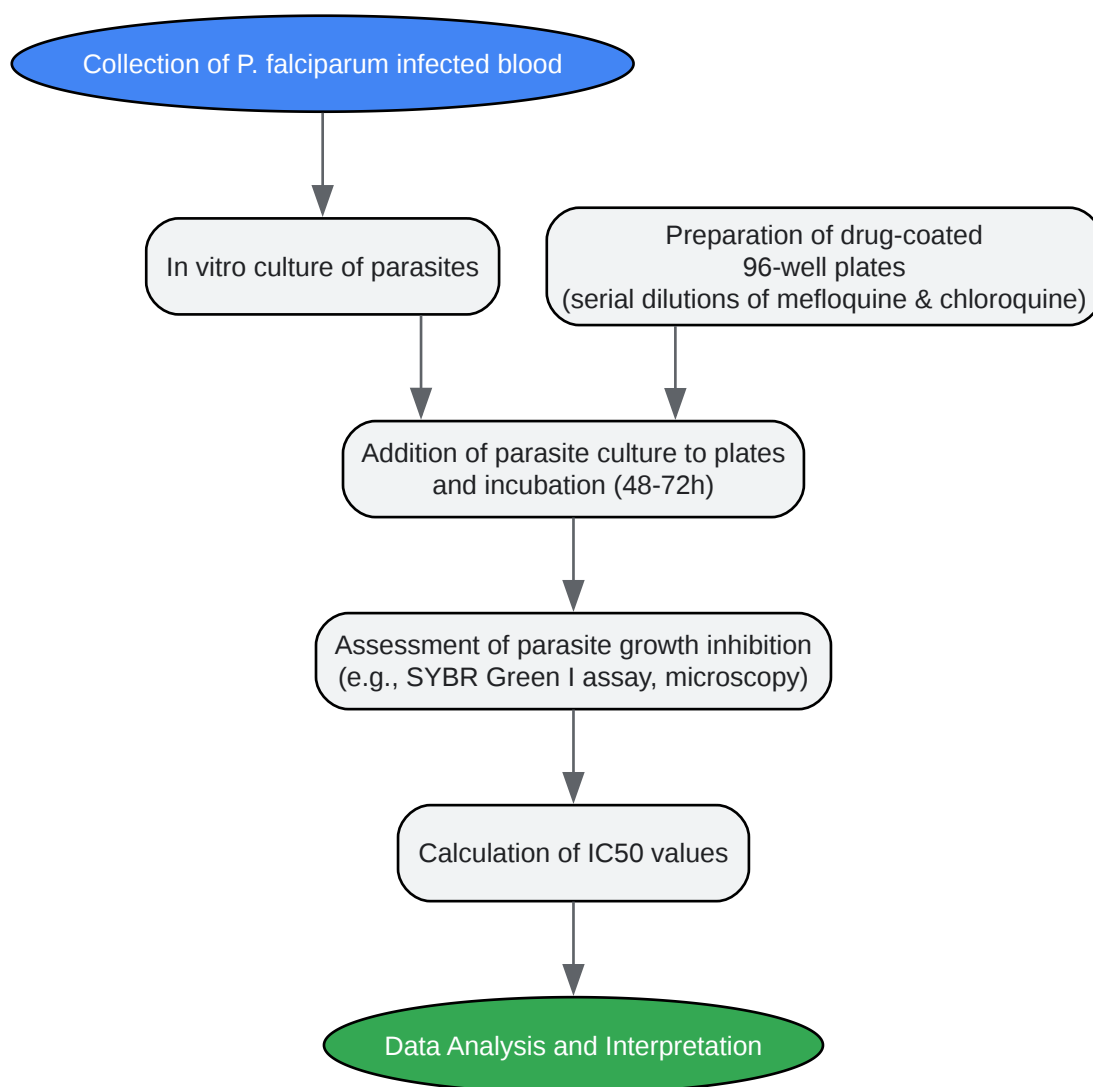 Collection of P. falciparum infected blood
In vitro culture of parasites
Preparation of drug-coated
96-well plates
(serial dilutions of mefloquine & chloroquine)
Addition of parasite culture to plates
and incubation (48-72h)
Assessment of parasite growth inhibition
(e.g., SYBR Green I assay, microscopy)
Calculation of IC50 values
Data Analysis and Interpretation